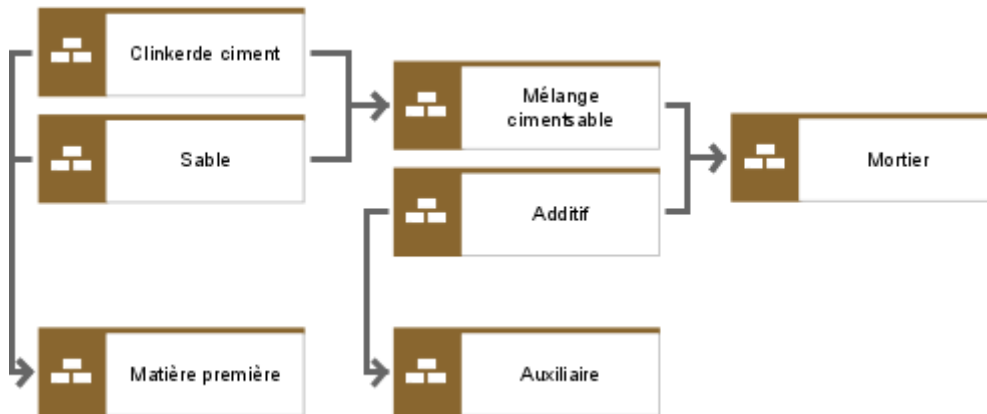 Clinkerde ciment
Sable
Mélange
cimentsable
Additif
Mortier
Matière première
Auxiliaire